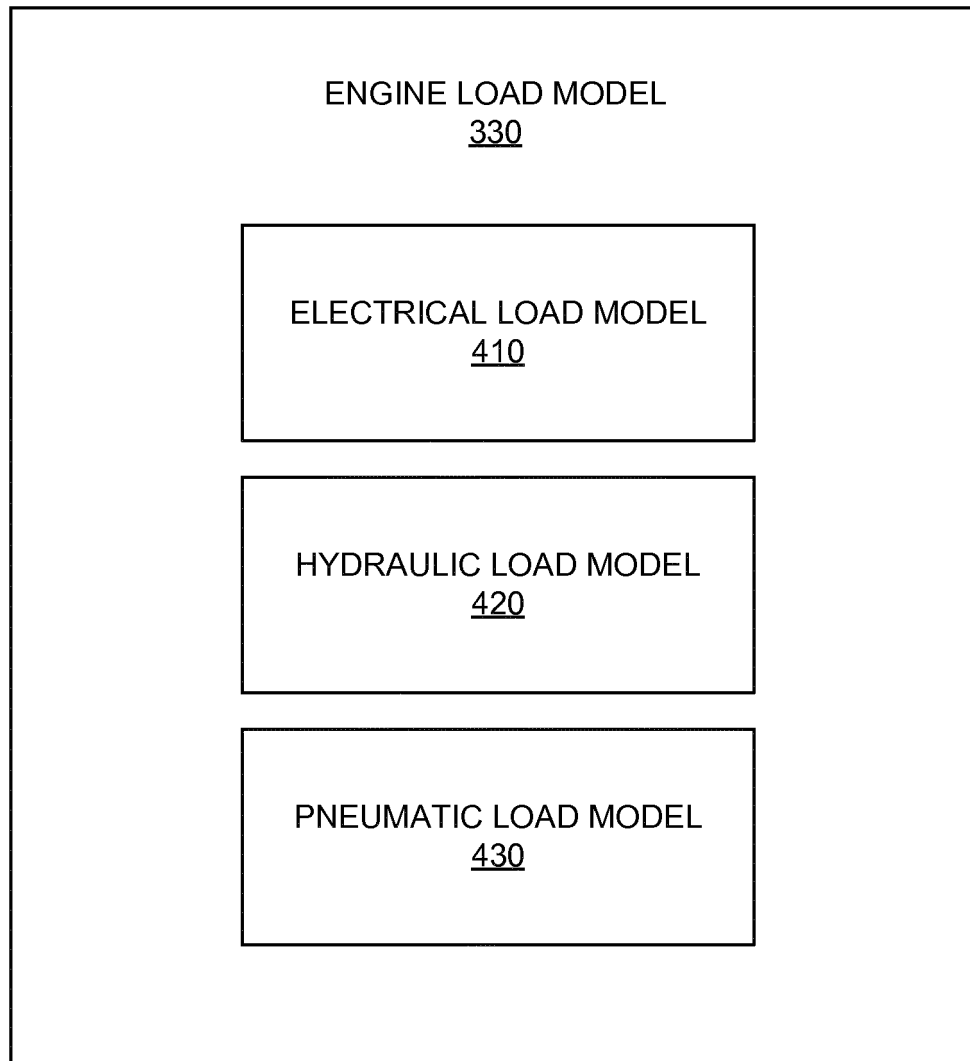 ENGINE LOAD MODEL
330
ELECTRICAL LOAD MODEL
410
HYDRAULIC LOAD MODEL
420
PNEUMATIC LOAD MODEL
430